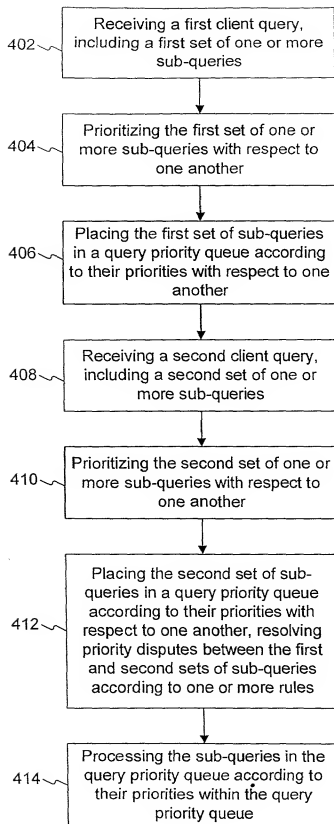 402
Receiving a first client query,
including a first set of one or more
sub-queries
404
Prioritizing the first set of one or
more sub-queries with respect to
one another
406
Placing the first set of sub-queries
in a query priority queue according
to their priorities with respect to one
another
408
Receiving a second client query,
including a second set of one or
more sub-queries
410
Prioritizing the second set of one or
more sub-queries with respect to
one another
412
Placing the second set of sub-
queries in a query priority queue
according to their priorities with
respect to one another, resolving
priority disputes between the first
and second sets of sub-queries
according to one or more rules
414
Processing the sub-queries in the
query priority queue according to
their priorities within the query
priority queue